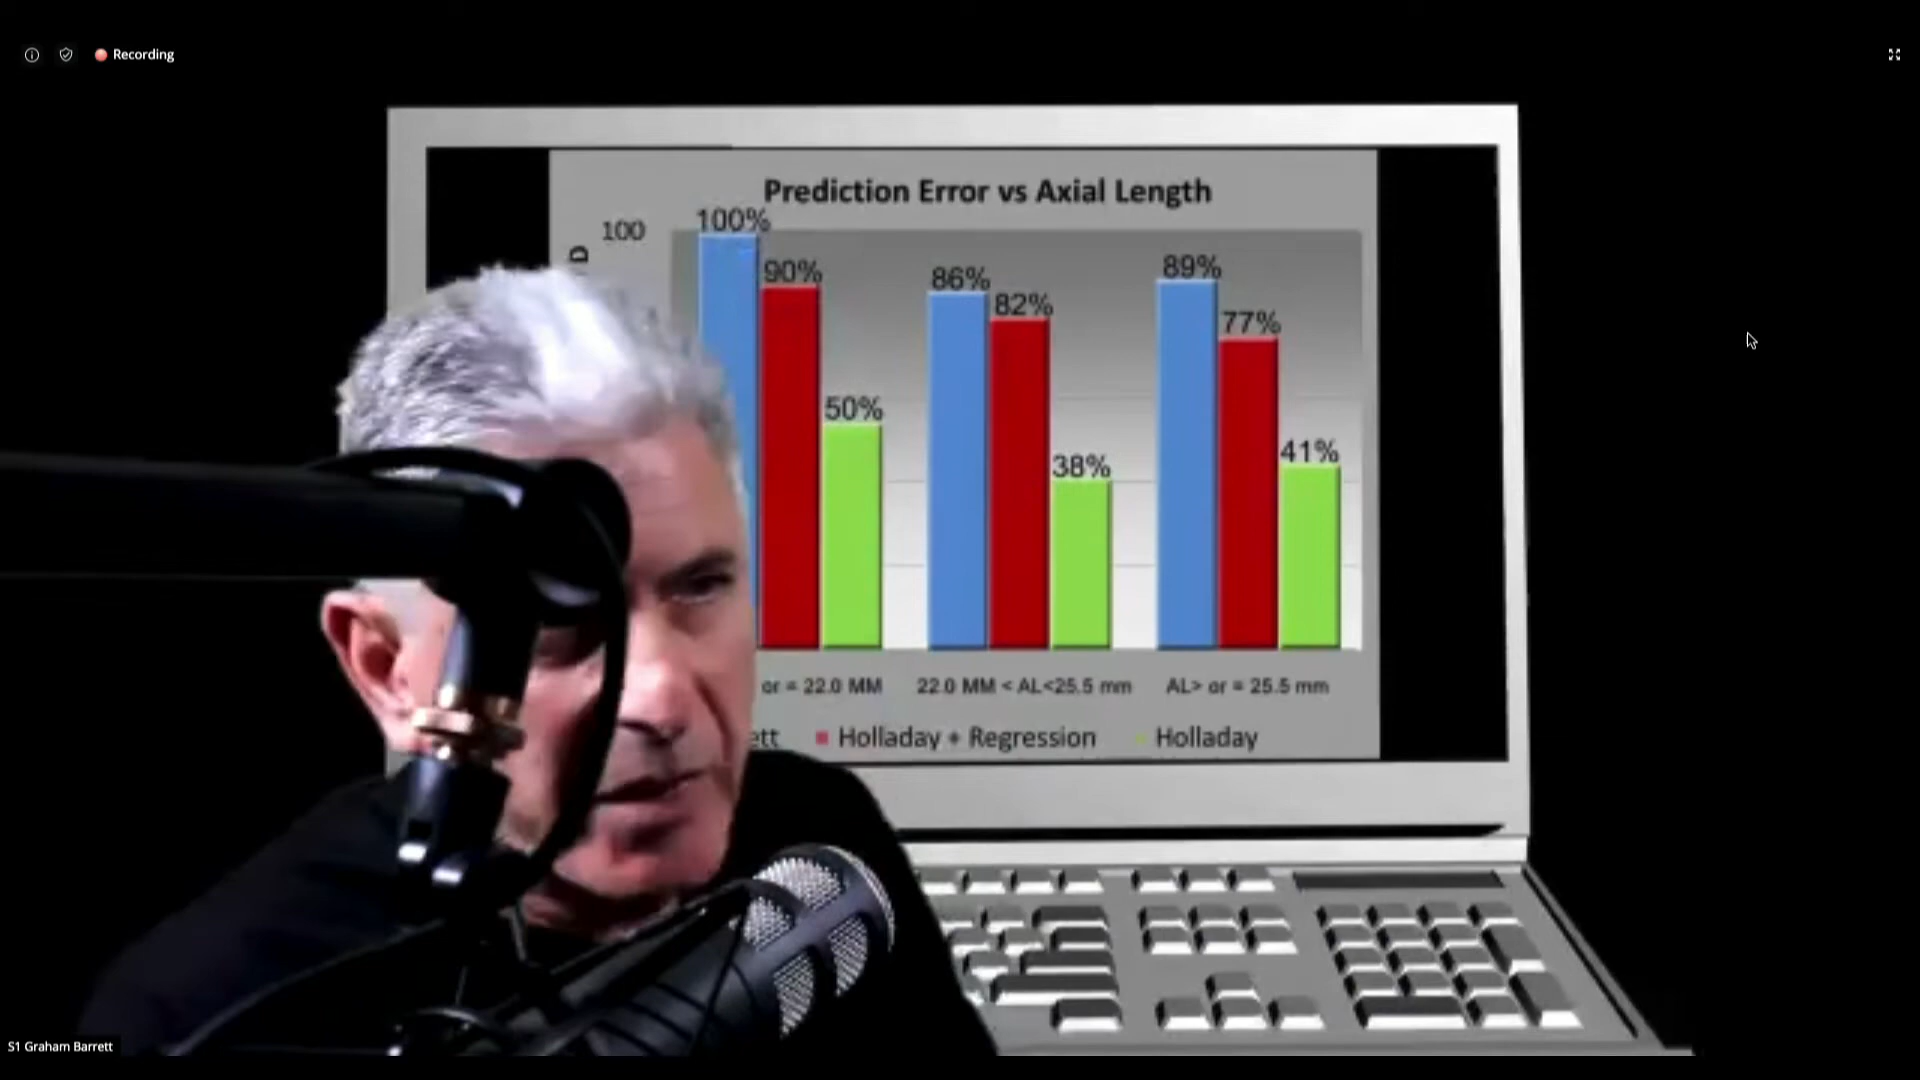 Recording
Prediction Error vs Axial Length
100
D
100%
90%
50%
86%
82%
38%
89%
77%
41%
or = 22.0 MM
22.0 MM < AL<25.5 mm
AL> or = 25.5 mm
ett
Holladay + Regression
Holladay
S1 Graham Barrett